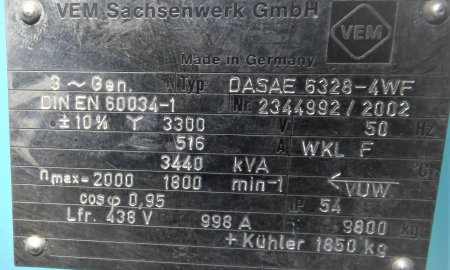 VEM Sachsenwerk GmbH
VEM
Made in Germany
3 ~ Gen. Typ DASAE 6328-4WF
DIN EN 60034-1 Nr. 2344992/2002
±10% Y 3300 V 50 Hz
516 A WKL F
3440 kVA
nmax=2000 1800 min-1 <VUW
cosφ 0,95 IP 54
Lfr. 438 V 998 A 9800 kg
+Kühler 1850 kg